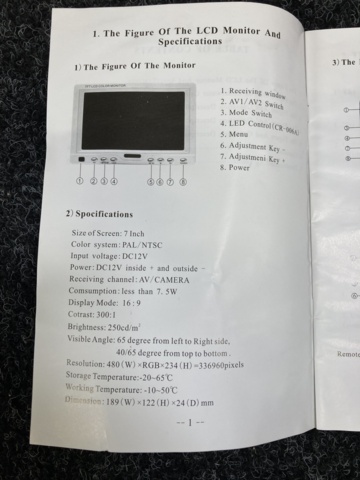 1. The Figure Of The LCD Monitor And
Specifications
1) The Figure Of The Monitor
1. Receiving window
2. AV1/AV2 Switch
3. Mode Switch
4. LED Control(CR-006A)
5. Menu
6. Adjustment Key -
7. Adjustment Key +
8. Power
① ② ③ ④ ⑤ ⑥ ⑦ ⑧
2) Spocifications
Size of Screen: 7 Inch
Color system: PAL/NTSC
Input voltage: DC12V
Power: DC12V inside + and outside -
Receiving channel: AV/CAMERA
Comsumption: less than 7.5W
Display Mode: 16:9
Cotrast: 300:1
Brightness: 250cd/m²
Visible Angle: 65 degree from left to Right side,
40/65 degree from top to bottom.
Resolution: 480(W)×RGB×234(H)=336960pixels
Storage Temperature: -20~65℃
Working Temperature: -10~50℃
Dimension: 189(W)×122(H)×24(D)mm
-- 1 --
3) The
Remote